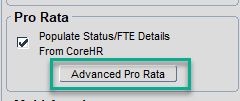 Pro Rata
Populate Status/FTE Details
From CoreHR
Advanced Pro Rata